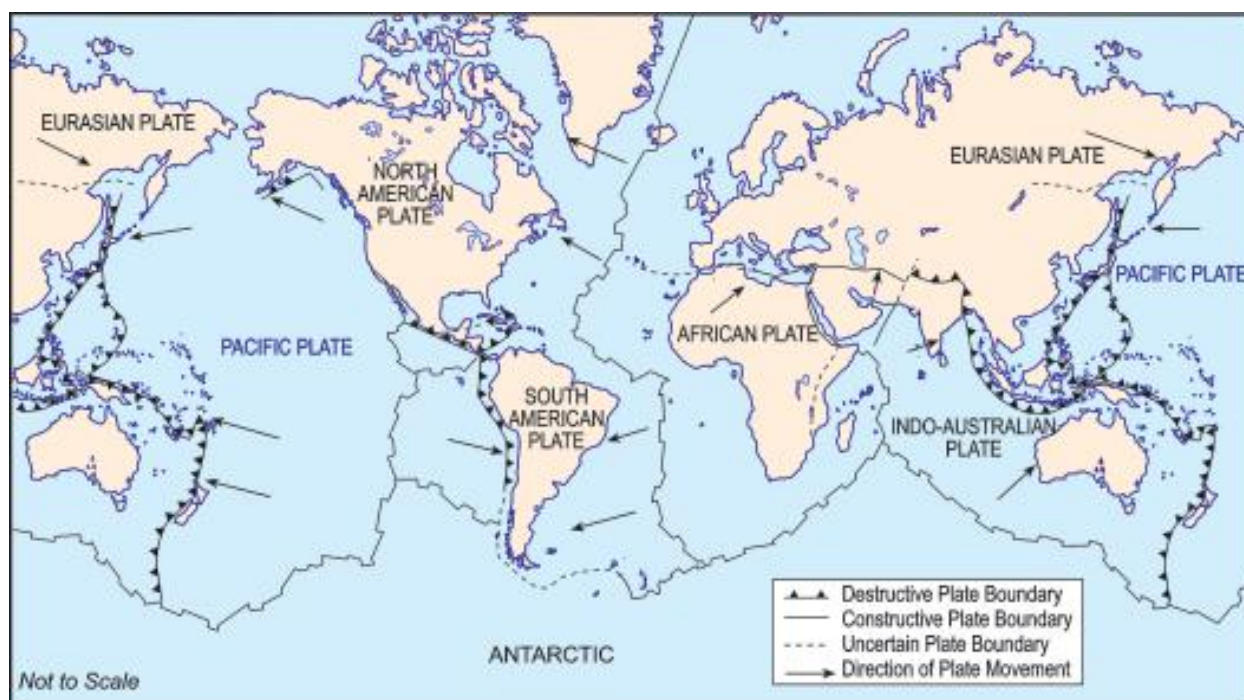 EURASIAN PLATE
NORTH
AMERICAN
PLATE
EURASIAN PLATE
PACIFIC PLATE
PACIFIC PLATE
AFRICAN PLATE
SOUTH
AMERICAN
PLATE
INDO-AUSTRALIAN
PLATE
Destructive Plate Boundary
Constructive Plate Boundary
Uncertain Plate Boundary
Direction of Plate Movement
ANTARCTIC
Not to Scale